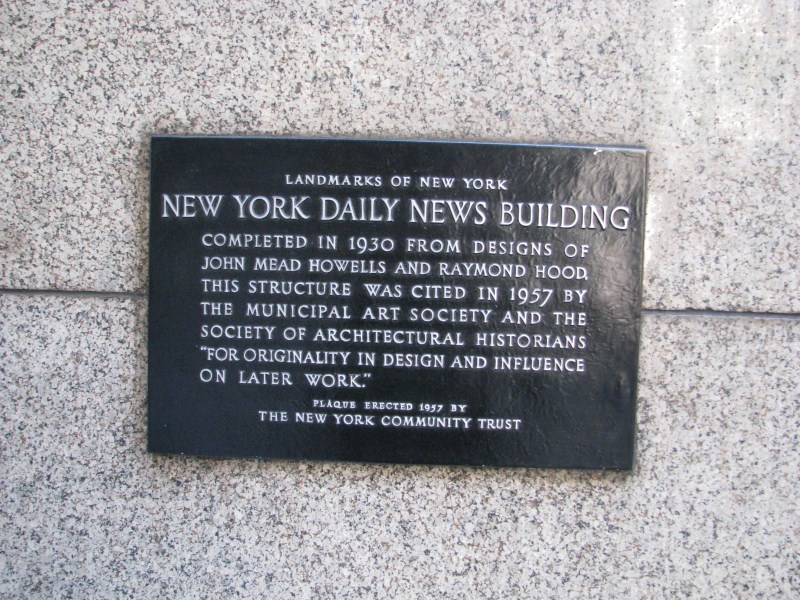 LANDMARKS OF NEW YORK
NEW YORK DAILY NEWS BUILDING
COMPLETED IN 1930 FROM DESIGNS OF
JOHN MEAD HOWELLS AND RAYMOND HOOD,
THIS STRUCTURE WAS CITED IN 1957 BY
THE MUNICIPAL ART SOCIETY AND THE
SOCIETY OF ARCHITECTURAL HISTORIANS
"FOR ORIGINALITY IN DESIGN AND INFLUENCE
ON LATER WORK."
PLAQUE ERECTED 1957 BY
THE NEW YORK COMMUNITY TRUST